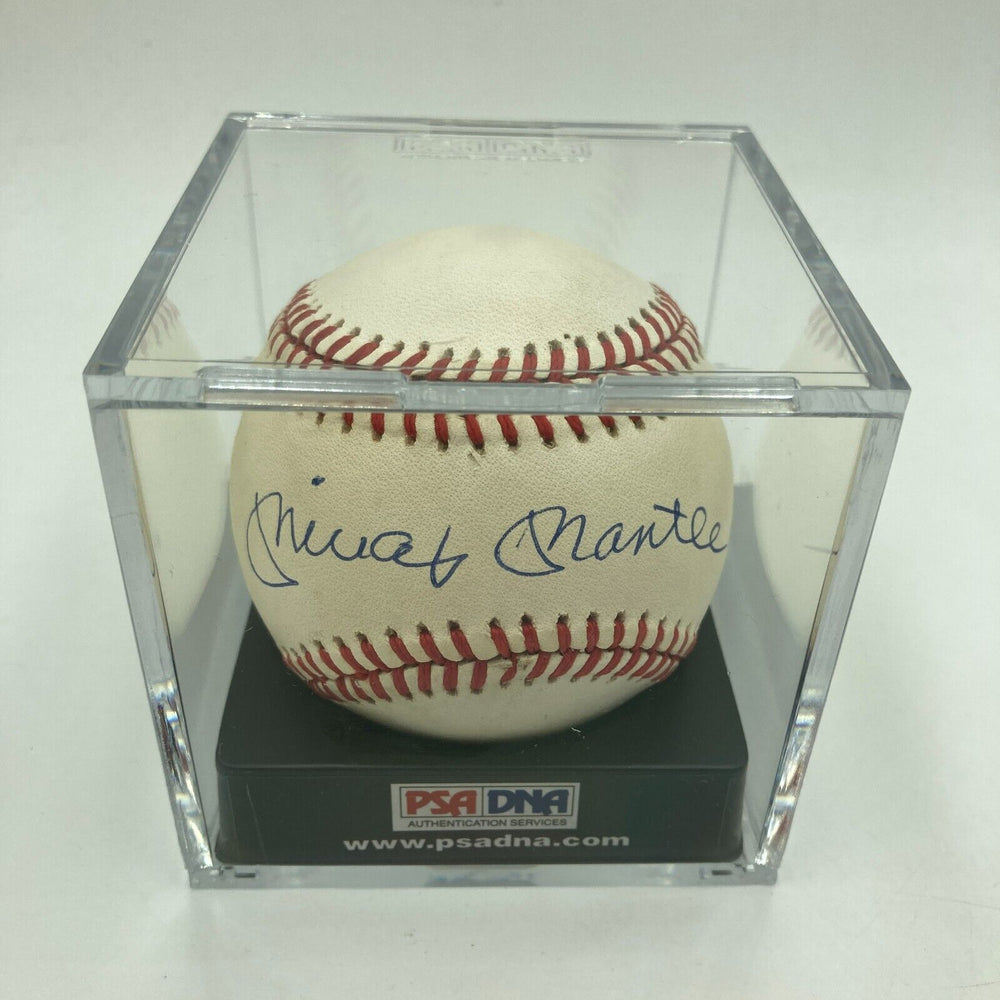 Mickey Mantle
PSA DNA
AUTHENTICATION SERVICES
www.psadna.com